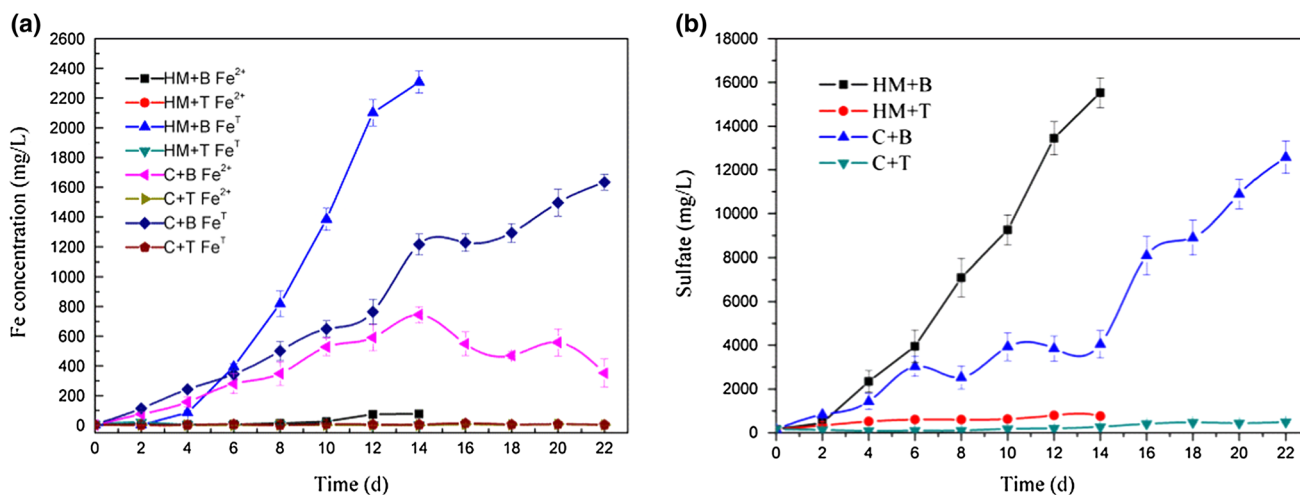 (a)
Fe concentration (mg/L)
2600
2400
2200
2000
1800
1600
1400
1200
1000
800
600
400
200
0
HM+B Fe²⁺
HM+T Fe²⁺
HM+B Feᵀ
HM+T Feᵀ
C+B Fe²⁺
C+T Fe²⁺
C+B Feᵀ
C+T Feᵀ
0 2 4 6 8 10 12 14 16 18 20 22
Time (d)
(b)
Sulfate (mg/L)
18000
16000
14000
12000
10000
8000
6000
4000
2000
0
HM+B
HM+T
C+B
C+T
0 2 4 6 8 10 12 14 16 18 20 22
Time (d)